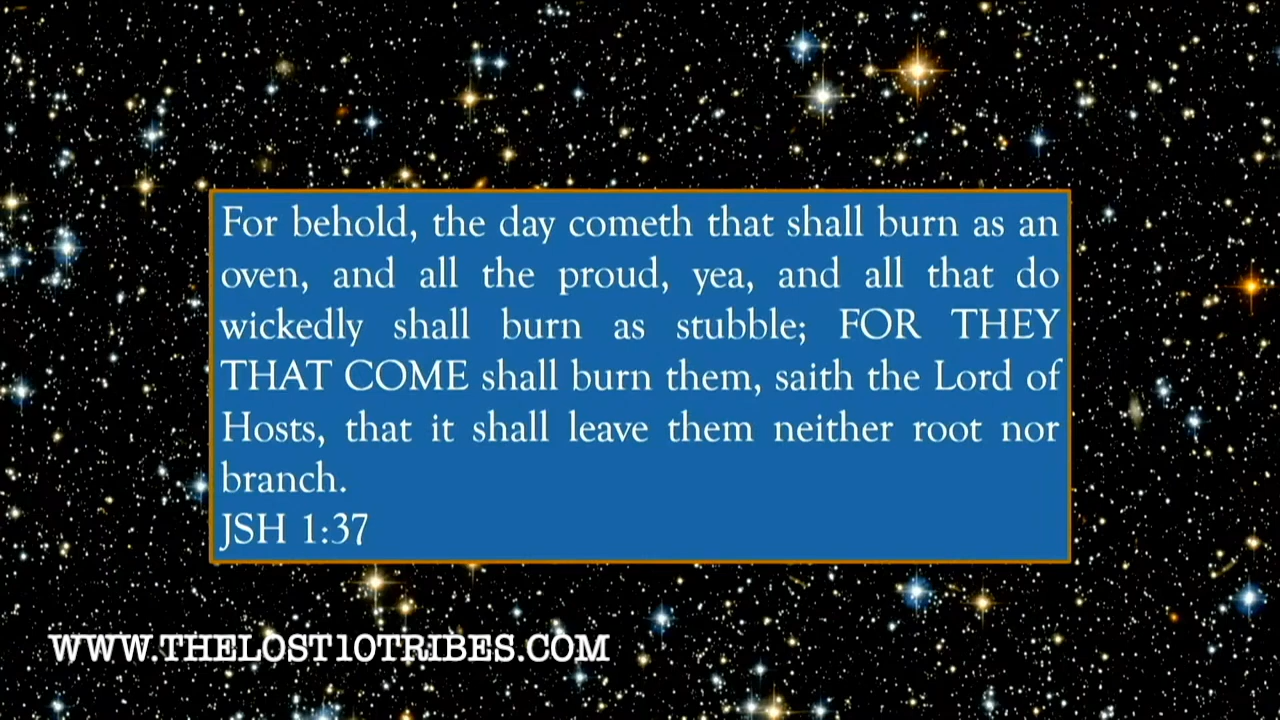 For behold, the day cometh that shall burn as an
oven, and all the proud, yea, and all that do
wickedly shall burn as stubble; FOR THEY
THAT COME shall burn them, saith the Lord of
Hosts, that it shall leave them neither root nor
branch.
JSH 1:37
WWW.THELOST10TRIBES.COM